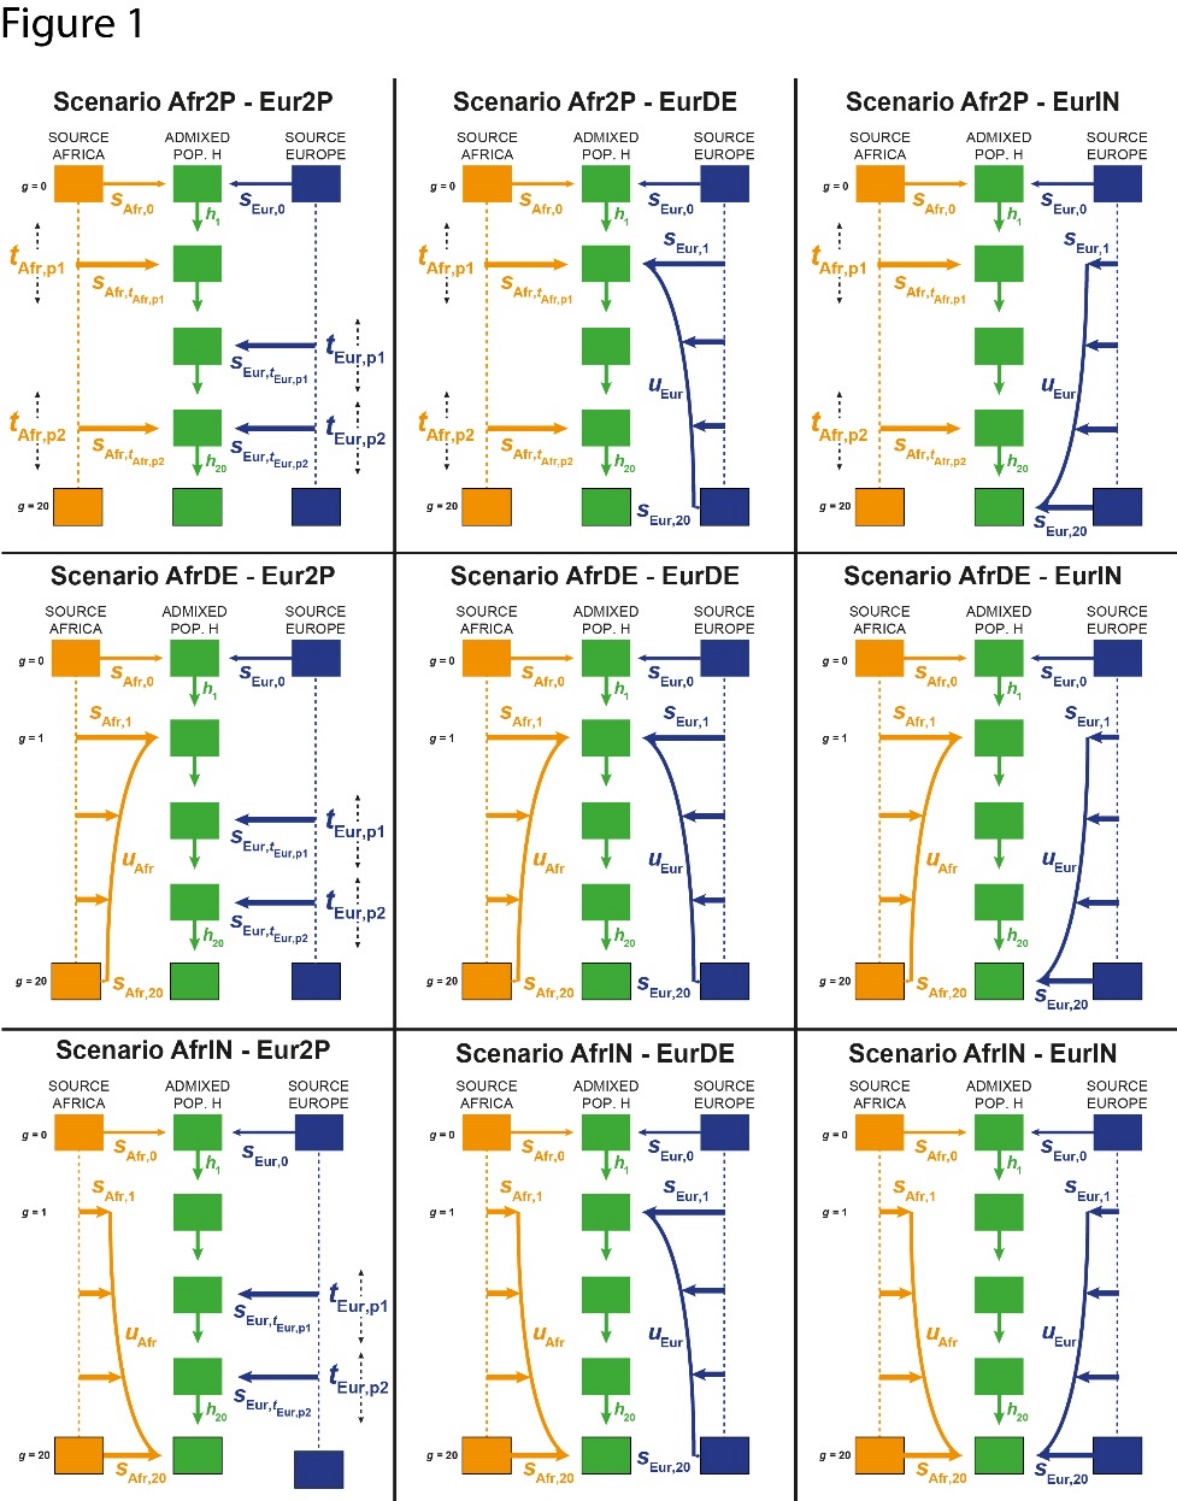 Figure 1
Scenario Afr2P - Eur2P
SOURCE AFRICA
ADMIXED POP. H
SOURCE EUROPE
g = 0
sAfr,0
sEur,0
h1
tAfr,p1
sAfr,tAfr,p1
tEur,p1
sEur,tEur,p1
tAfr,p2
sAfr,tAfr,p2
tEur,p2
sEur,tEur,p2
h20
g = 20
Scenario Afr2P - EurDE
SOURCE AFRICA
ADMIXED POP. H
SOURCE EUROPE
g = 0
sAfr,0
sEur,0
h1
sEur,1
tAfr,p1
sAfr,tAfr,p1
uEur
tAfr,p2
sAfr,tAfr,p2
h20
g = 20
sEur,20
Scenario Afr2P - EurIN
SOURCE AFRICA
ADMIXED POP. H
SOURCE EUROPE
g = 0
sAfr,0
sEur,0
h1
sEur,1
tAfr,p1
sAfr,tAfr,p1
uEur
tAfr,p2
sAfr,tAfr,p2
h20
g = 20
sEur,20
Scenario AfrDE - Eur2P
SOURCE AFRICA
ADMIXED POP. H
SOURCE EUROPE
g = 0
sAfr,0
sEur,0
h1
sAfr,1
g = 1
tEur,p1
sEur,tEur,p1
uAfr
tEur,p2
sEur,tEur,p2
h20
g = 20
sAfr,20
Scenario AfrDE - EurDE
SOURCE AFRICA
ADMIXED POP. H
SOURCE EUROPE
g = 0
sAfr,0
sEur,0
h1
sAfr,1
sEur,1
g = 1
uAfr
uEur
h20
g = 20
sAfr,20
sEur,20
Scenario AfrDE - EurIN
SOURCE AFRICA
ADMIXED POP. H
SOURCE EUROPE
g = 0
sAfr,0
sEur,0
h1
sAfr,1
sEur,1
g = 1
uAfr
uEur
h20
g = 20
sAfr,20
sEur,20
Scenario AfrIN - Eur2P
SOURCE AFRICA
ADMIXED POP. H
SOURCE EUROPE
g = 0
sAfr,0
sEur,0
h1
sAfr,1
g = 1
tEur,p1
sEur,tEur,p1
uAfr
tEur,p2
sEur,tEur,p2
h20
g = 20
sAfr,20
Scenario AfrIN - EurDE
SOURCE AFRICA
ADMIXED POP. H
SOURCE EUROPE
g = 0
sAfr,0
sEur,0
h1
sAfr,1
sEur,1
g = 1
uAfr
uEur
h20
g = 20
sAfr,20
sEur,20
Scenario AfrIN - EurIN
SOURCE AFRICA
ADMIXED POP. H
SOURCE EUROPE
g = 0
sAfr,0
sEur,0
h1
sAfr,1
sEur,1
g = 1
uAfr
uEur
h20
g = 20
sAfr,20
sEur,20